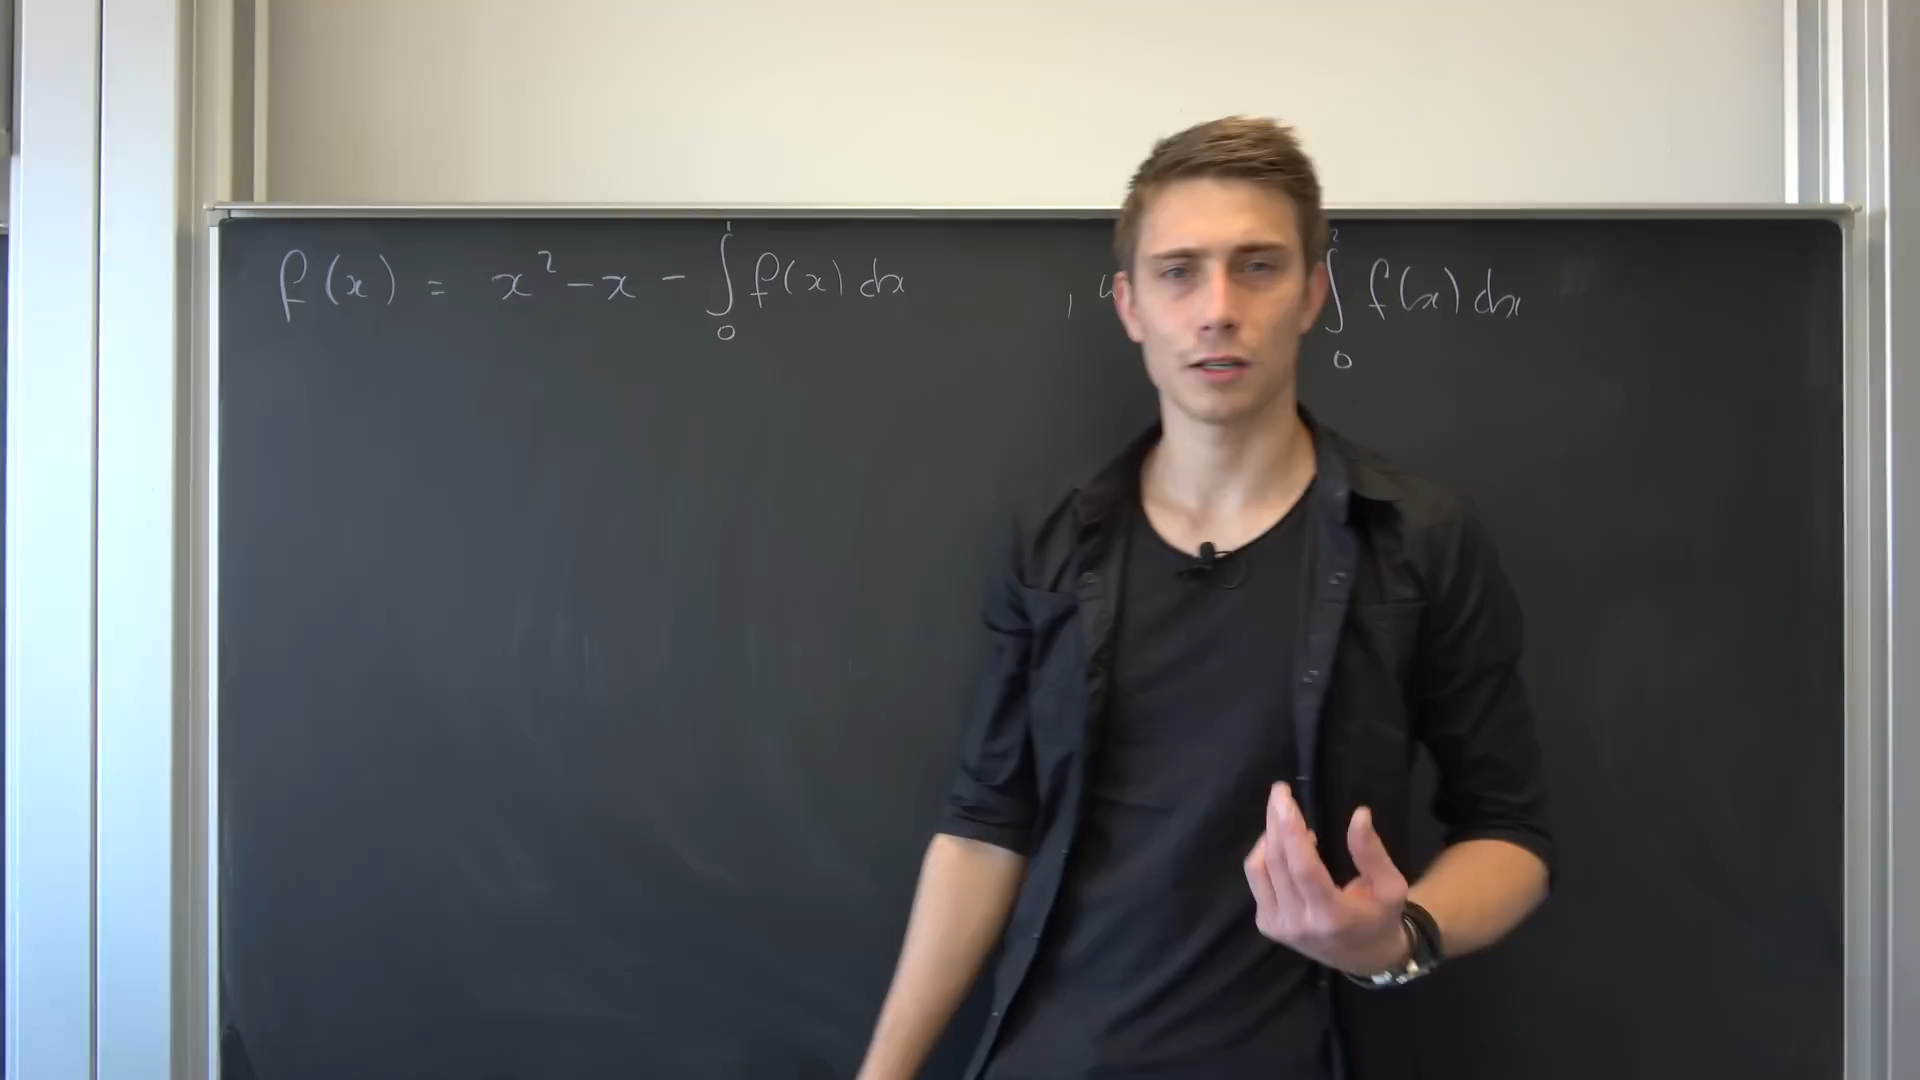 f(x) = x² - x - ∫₀¹ f(x) dx , ∫₀² f(x) dx